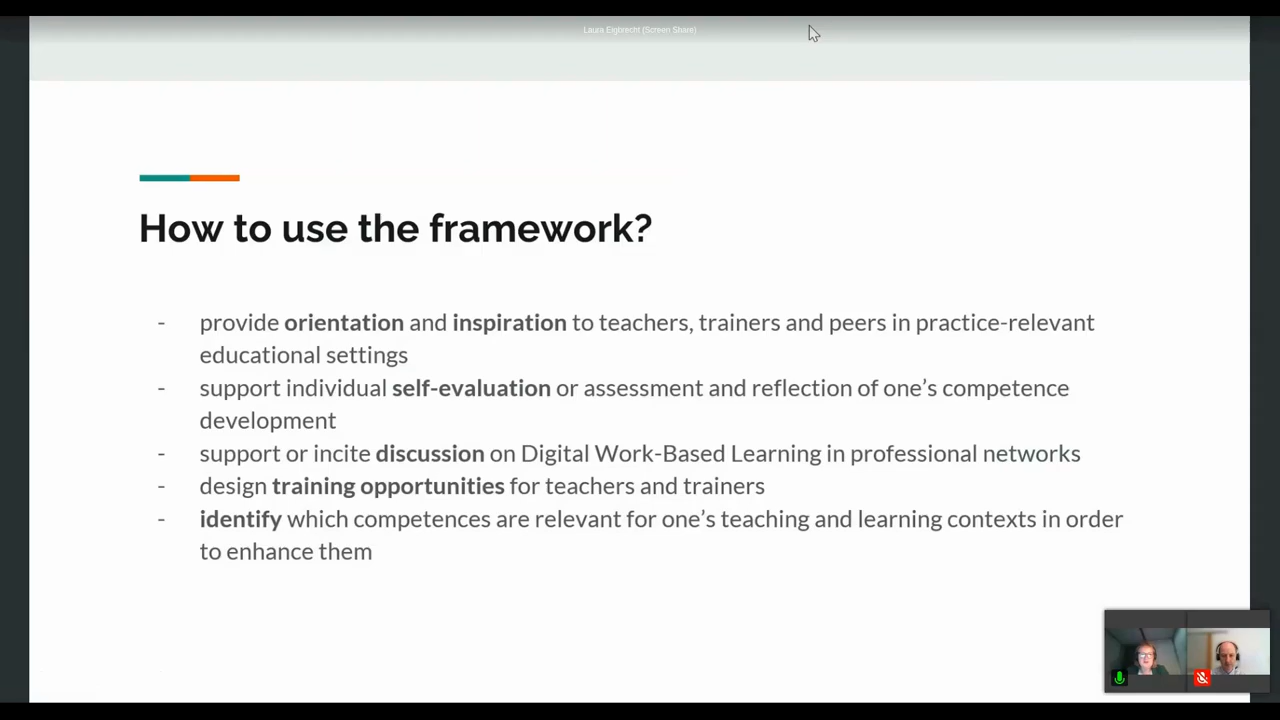 Laura Eigbrecht (Screen Share)
How to use the framework?
- provide orientation and inspiration to teachers, trainers and peers in practice-relevant
educational settings
- support individual self-evaluation or assessment and reflection of one's competence
development
- support or incite discussion on Digital Work-Based Learning in professional networks
- design training opportunities for teachers and trainers
- identify which competences are relevant for one's teaching and learning contexts in order
to enhance them